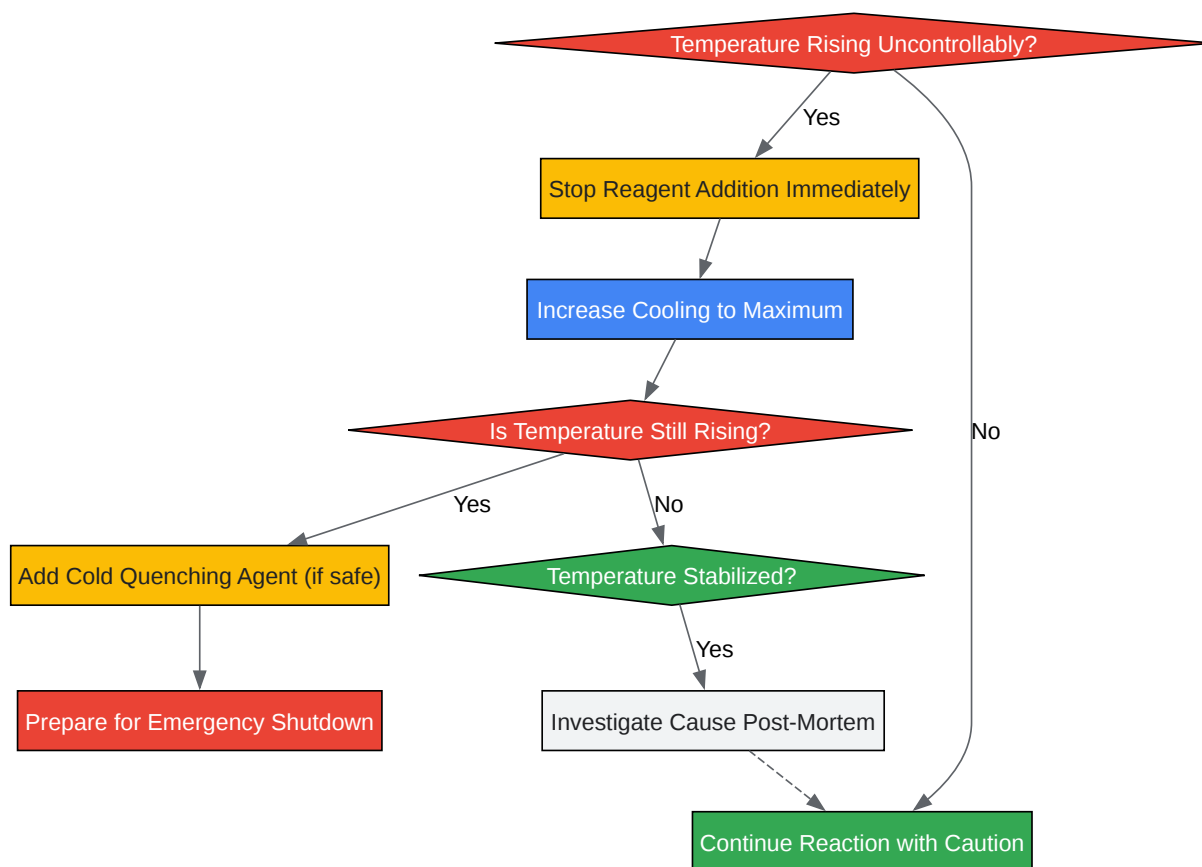 Temperature Rising Uncontrollably?
Yes
Stop Reagent Addition Immediately
Increase Cooling to Maximum
Is Temperature Still Rising?
No
Yes
No
Add Cold Quenching Agent (if safe)
Temperature Stabilized?
Yes
Prepare for Emergency Shutdown
Investigate Cause Post-Mortem
Continue Reaction with Caution